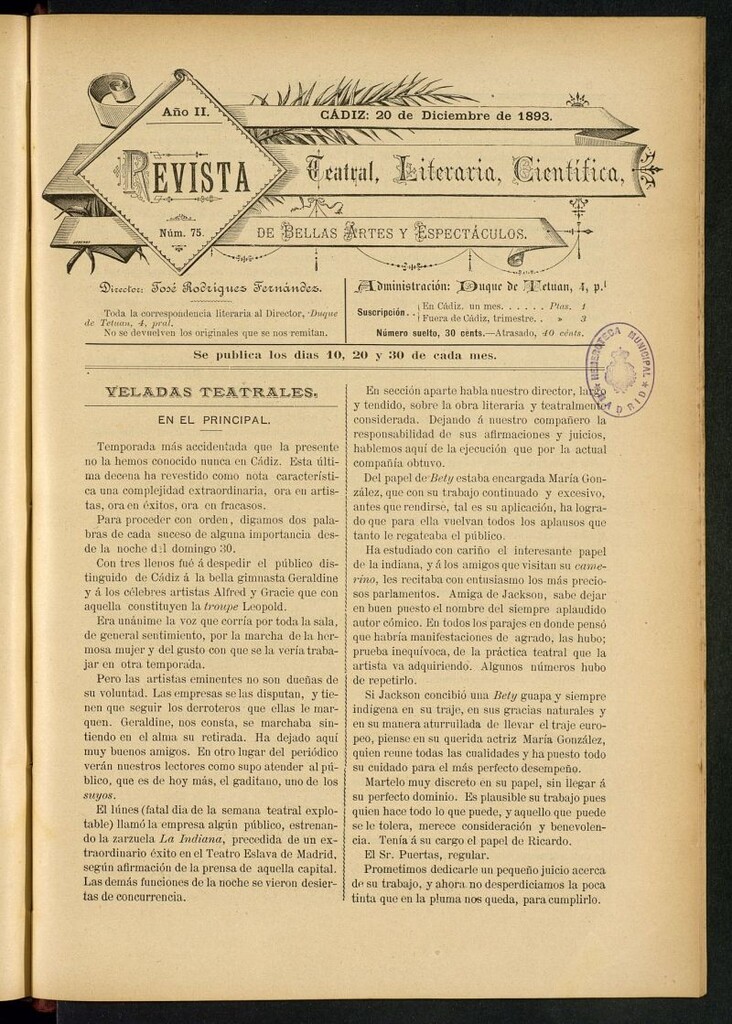 Año II.
CÁDIZ: 20 de Diciembre de 1893.
REVISTA
Teatral, Literaria, Científica,
Núm. 75.
DE BELLAS ARTES Y ESPECTÁCULOS.
Director: José Rodríguez Fernández.
Toda la correspondencia literaria al Director, Duque
de Tetuan, 4, pral.
No se devuelven los originales que se nos remitan.
Administración: Duque de Tetuan, 4, p.l
Suscripción. . { En Cádiz, un mes. . . . . . Ptas. 1
Fuera de Cádiz, trimestre. . » 3
Número suelto, 30 cénts.—Atrasado, 40 cénts.
Se publica los dias 10, 20 y 30 de cada mes.
HEMEROTECA MUNICIPAL
MADRID
VELADAS TEATRALES.
EN EL PRINCIPAL.
Temporada más accidentada que la presente
no la hemos conocido nunca en Cádiz. Esta últi-
ma decena ha revestido como nota característi-
ca una complejidad extraordinaria, ora en artis-
tas, ora en éxitos, ora en fracasos.
Para proceder con orden, digamos dos pala-
bras de cada suceso de alguna importancia des-
de la noche d:l domingo 30.
Con tres llenos fué á despedir el público dis-
tinguido de Cádiz á la bella gimnasta Geraldine
y á los célebres artistas Alfred y Gracie que con
aquella constituyen la troupe Leopold.
Era unánime la voz que corría por toda la sala,
de general sentimiento, por la marcha de la her-
mosa mujer y del gusto con que se la vería traba-
jar en otra temporada.
Pero las artistas eminentes no son dueñas de
su voluntad. Las empresas se las disputan, y tie-
nen que seguir los derroteros que ellas le mar-
quen. Geraldine, nos consta, se marchaba sin-
tiendo en el alma su retirada. Ha dejado aquí
muy buenos amigos. En otro lugar del periódico
verán nuestros lectores como supo atender al pú-
blico, que es de hoy más, el gaditano, uno de los
suyos.
El lúnes (fatal dia de la semana teatral explo-
table) llamó la empresa algún público, estrenan-
do la zarzuela La Indiana, precedida de un ex-
traordinario éxito en el Teatro Eslava de Madrid,
según afirmación de la prensa de aquella capital.
Las demás funciones de la noche se vieron desier-
tas de concurrencia.
En sección aparte habla nuestro director, largo
y tendido, sobre la obra literaria y teatralmente
considerada. Dejando á nuestro compañero la
responsabilidad de sus afirmaciones y juicios,
hablemos aquí de la ejecución que por la actual
compañía obtuvo.
Del papel de Bety estaba encargada María Gon-
zález, que con su trabajo continuado y excesivo,
antes que rendirse, tal es su aplicación, ha logra-
do que para ella vuelvan todos los aplausos que
tanto le regateaba el público.
Ha estudiado con cariño el interesante papel
de la indiana, y á los amigos que visitan su came-
rino, les recitaba con entusiasmo los más precio-
sos parlamentos. Amiga de Jackson, sabe dejar
en buen puesto el nombre del siempre aplaudido
autor cómico. En todos los parajes en donde pensó
que habría manifestaciones de agrado, las hubo;
prueba inequívoca, de la práctica teatral que la
artista va adquiriendo. Algunos números hubo
de repetirlo.
Si Jackson concibió una Bety guapa y siempre
indígena en su traje, en sus gracias naturales y
en su manera aturrullada de llevar el traje euro-
peo, piense en su querida actriz María González,
quien reune todas las cualidades y ha puesto todo
su cuidado para el más perfecto desempeño.
Martelo muy discreto en su papel, sin llegar á
su perfecto dominio. Es plausible su trabajo pues
quien hace todo lo que puede, y aquello que puede
se le tolera, merece consideración y benevolen-
cia. Tenía á su cargo el papel de Ricardo.
El Sr. Puertas, regular.
Prometimos dedicarle un pequeño juicio acerca
de su trabajo, y ahora no desperdiciamos la poca
tinta que en la pluma nos queda, para cumplirlo.